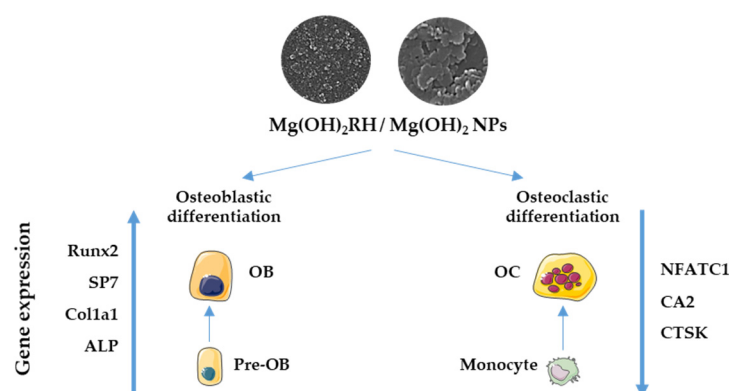 Mg(OH)₂RH / Mg(OH)₂ NPs
Osteoblastic
differentiation
Osteoclastic
differentiation
Gene expression
Runx2
SP7
Col1a1
ALP
OB
Pre-OB
OC
Monocyte
NFATC1
CA2
CTSK